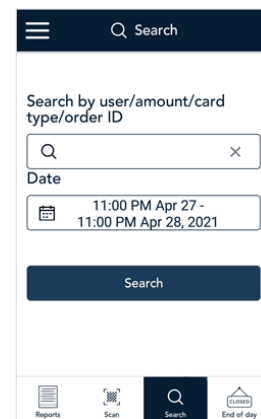 Search
Search by user/amount/card
type/order ID
Date
11:00 PM Apr 27 -
11:00 PM Apr 28, 2021
Search
Reports
Scan
Search
CLOSED
End of day